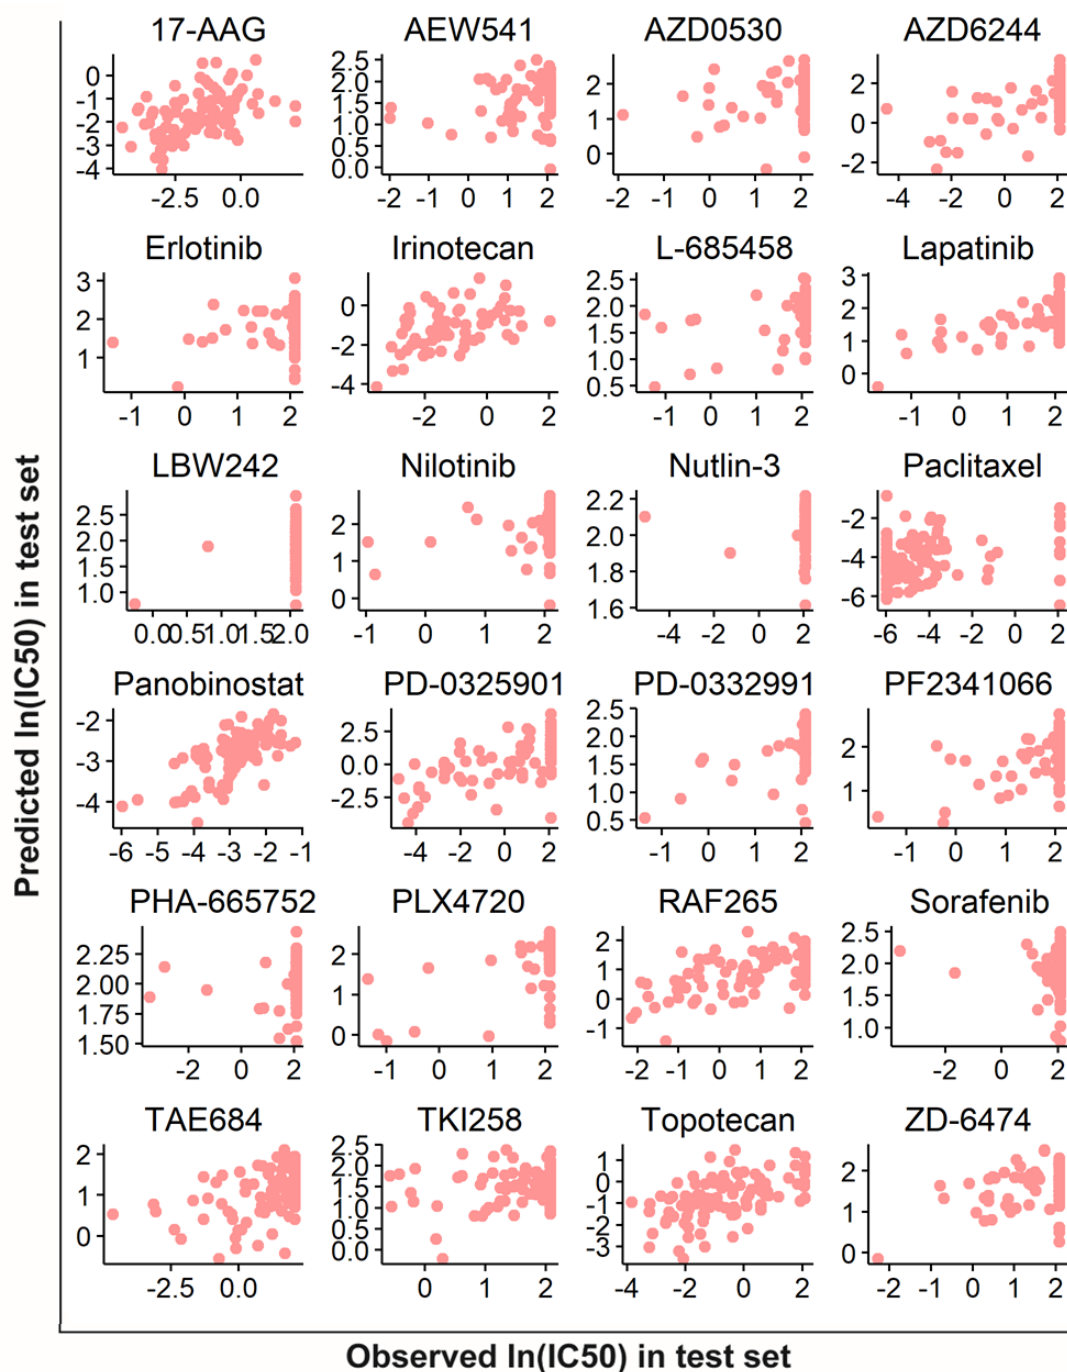 17-AAG AEW541 AZD0530 AZD6244
0 -1 -2 -3 -4
2.5 2.0 1.5 1.0 0.5 0.0
2 1 0
2 0 -2
-2.5 0.0
-2 -1 0 1 2
-2 -1 0 1 2
-4 -2 0 2
Erlotinib Irinotecan L-685458 Lapatinib
3 2 1
0 -2 -4
2.5 2.0 1.5 1.0 0.5
3 2 1 0
-1 0 1 2
-2 0
-1 0 1 2
-1 0 1 2
LBW242 Nilotinib Nutlin-3 Paclitaxel
2.5 2.0 1.5 1.0
2 1 0
2.2 2.0 1.8 1.6
-2 -4 -6
0.0 0.5 1.0 1.5 2.0
-1 0 1 2
-4 -2 0 2
-6 -4 -2 0 2
Panobinostat PD-0325901 PD-0332991 PF2341066
-2 -3 -4
2.5 0.0 -2.5
2.5 2.0 1.5 1.0 0.5
2 1
-6 -5 -4 -3 -2 -1
-4 -2 0 2
-1 0 1 2
-1 0 1 2
PHA-665752 PLX4720 RAF265 Sorafenib
2.25 2.00 1.75 1.50
2 1 0
2 1 0 -1
2.5 2.0 1.5 1.0
-2 0 2
-1 0 1 2
-2 -1 0 1 2
-2 0 2
TAE684 TKI258 Topotecan ZD-6474
2 1 0
2.5 2.0 1.5 1.0 0.5 0.0
1 0 -1 -2 -3
2 1 0
-2.5 0.0
0 1 2
-4 -2 0 2
-2 -1 0 1 2
Predicted ln(IC50) in test set
Observed ln(IC50) in test set